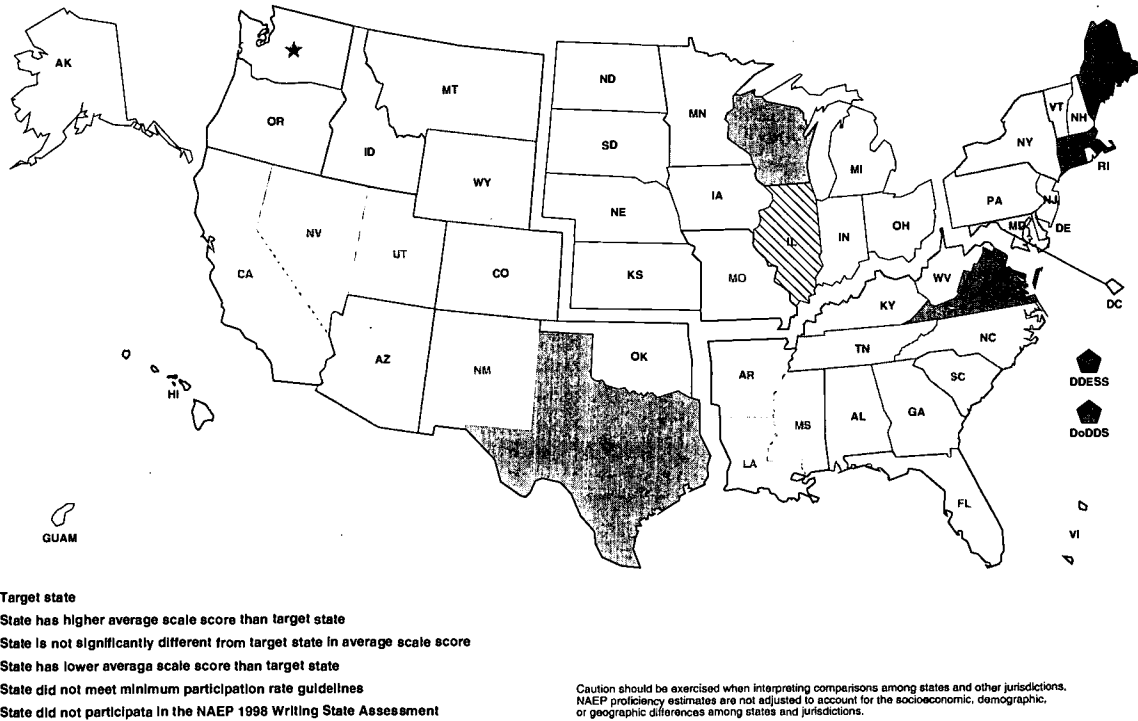 AK
MT
ND
MN
VT
NH
OR
ID
SD
NY
RI
WY
MI
IA
PA
NJ
NE
OH
MD
DE
NV
IN
IL
UT
CA
CO
KS
MO
WV
DC
KY
OK
TN
NC
AZ
NM
AR
SC
DDESS
HI
MS
AL
GA
DoDDS
LA
FL
GUAM
VI
Target state
State has higher average scale score than target state
State is not significantly different from target state in average scale score
State has lower averaga scale score than target state
State did not meet minimum participation rate guidelines
State did not participata in the NAEP 1998 Writing State Assessment
Caution should be exercised when interpreting comparisons among states and other jurisdictions.
NAEP proficiency estimates are not adjusted to account for the socioeconomic, demographic,
or geographic differences among states and jurisdictions.